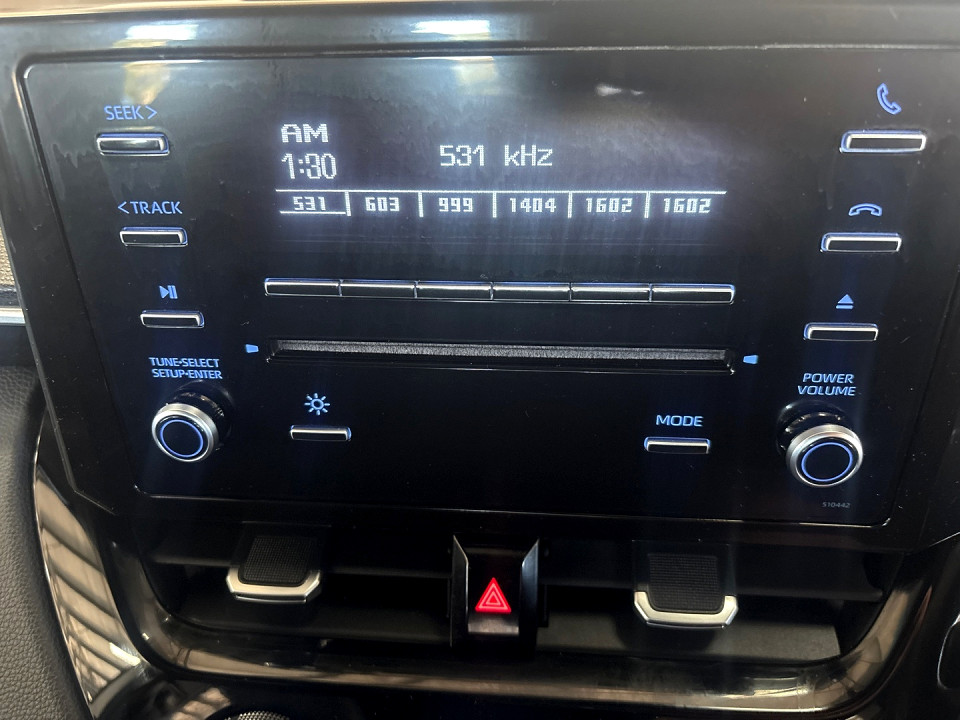 SEEK >
AM
1:30
531 kHz
531 603 999 1404 1602 1602
< TRACK
TUNE•SELECT
SETUP•ENTER
MODE
POWER
VOLUME
510442